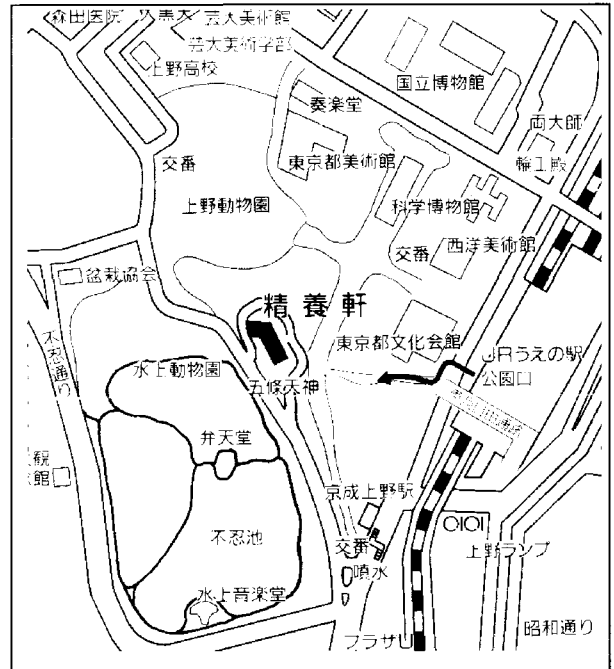 森田医院
芸大美術館
芸大美術学部
上野高校
国立博物館
奏楽堂
両大師
交番
東京都美術館
輪王殿
上野動物園
科学博物館
交番
西洋美術館
盆栽協会
精養軒
東京都文化会館
JRうえの駅
公園口
不忍通り
水上動物園
五條天神
弁天堂
京成上野駅
不忍池
交番
噴水
上野ランプ
水上音楽堂
昭和通り